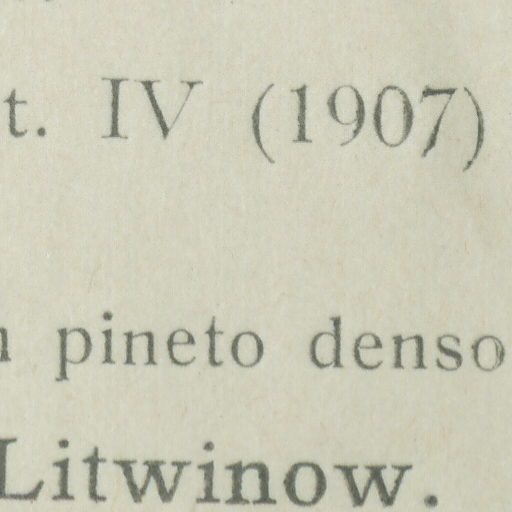 t. IV (1907)
n pineto denso
Litwinow.